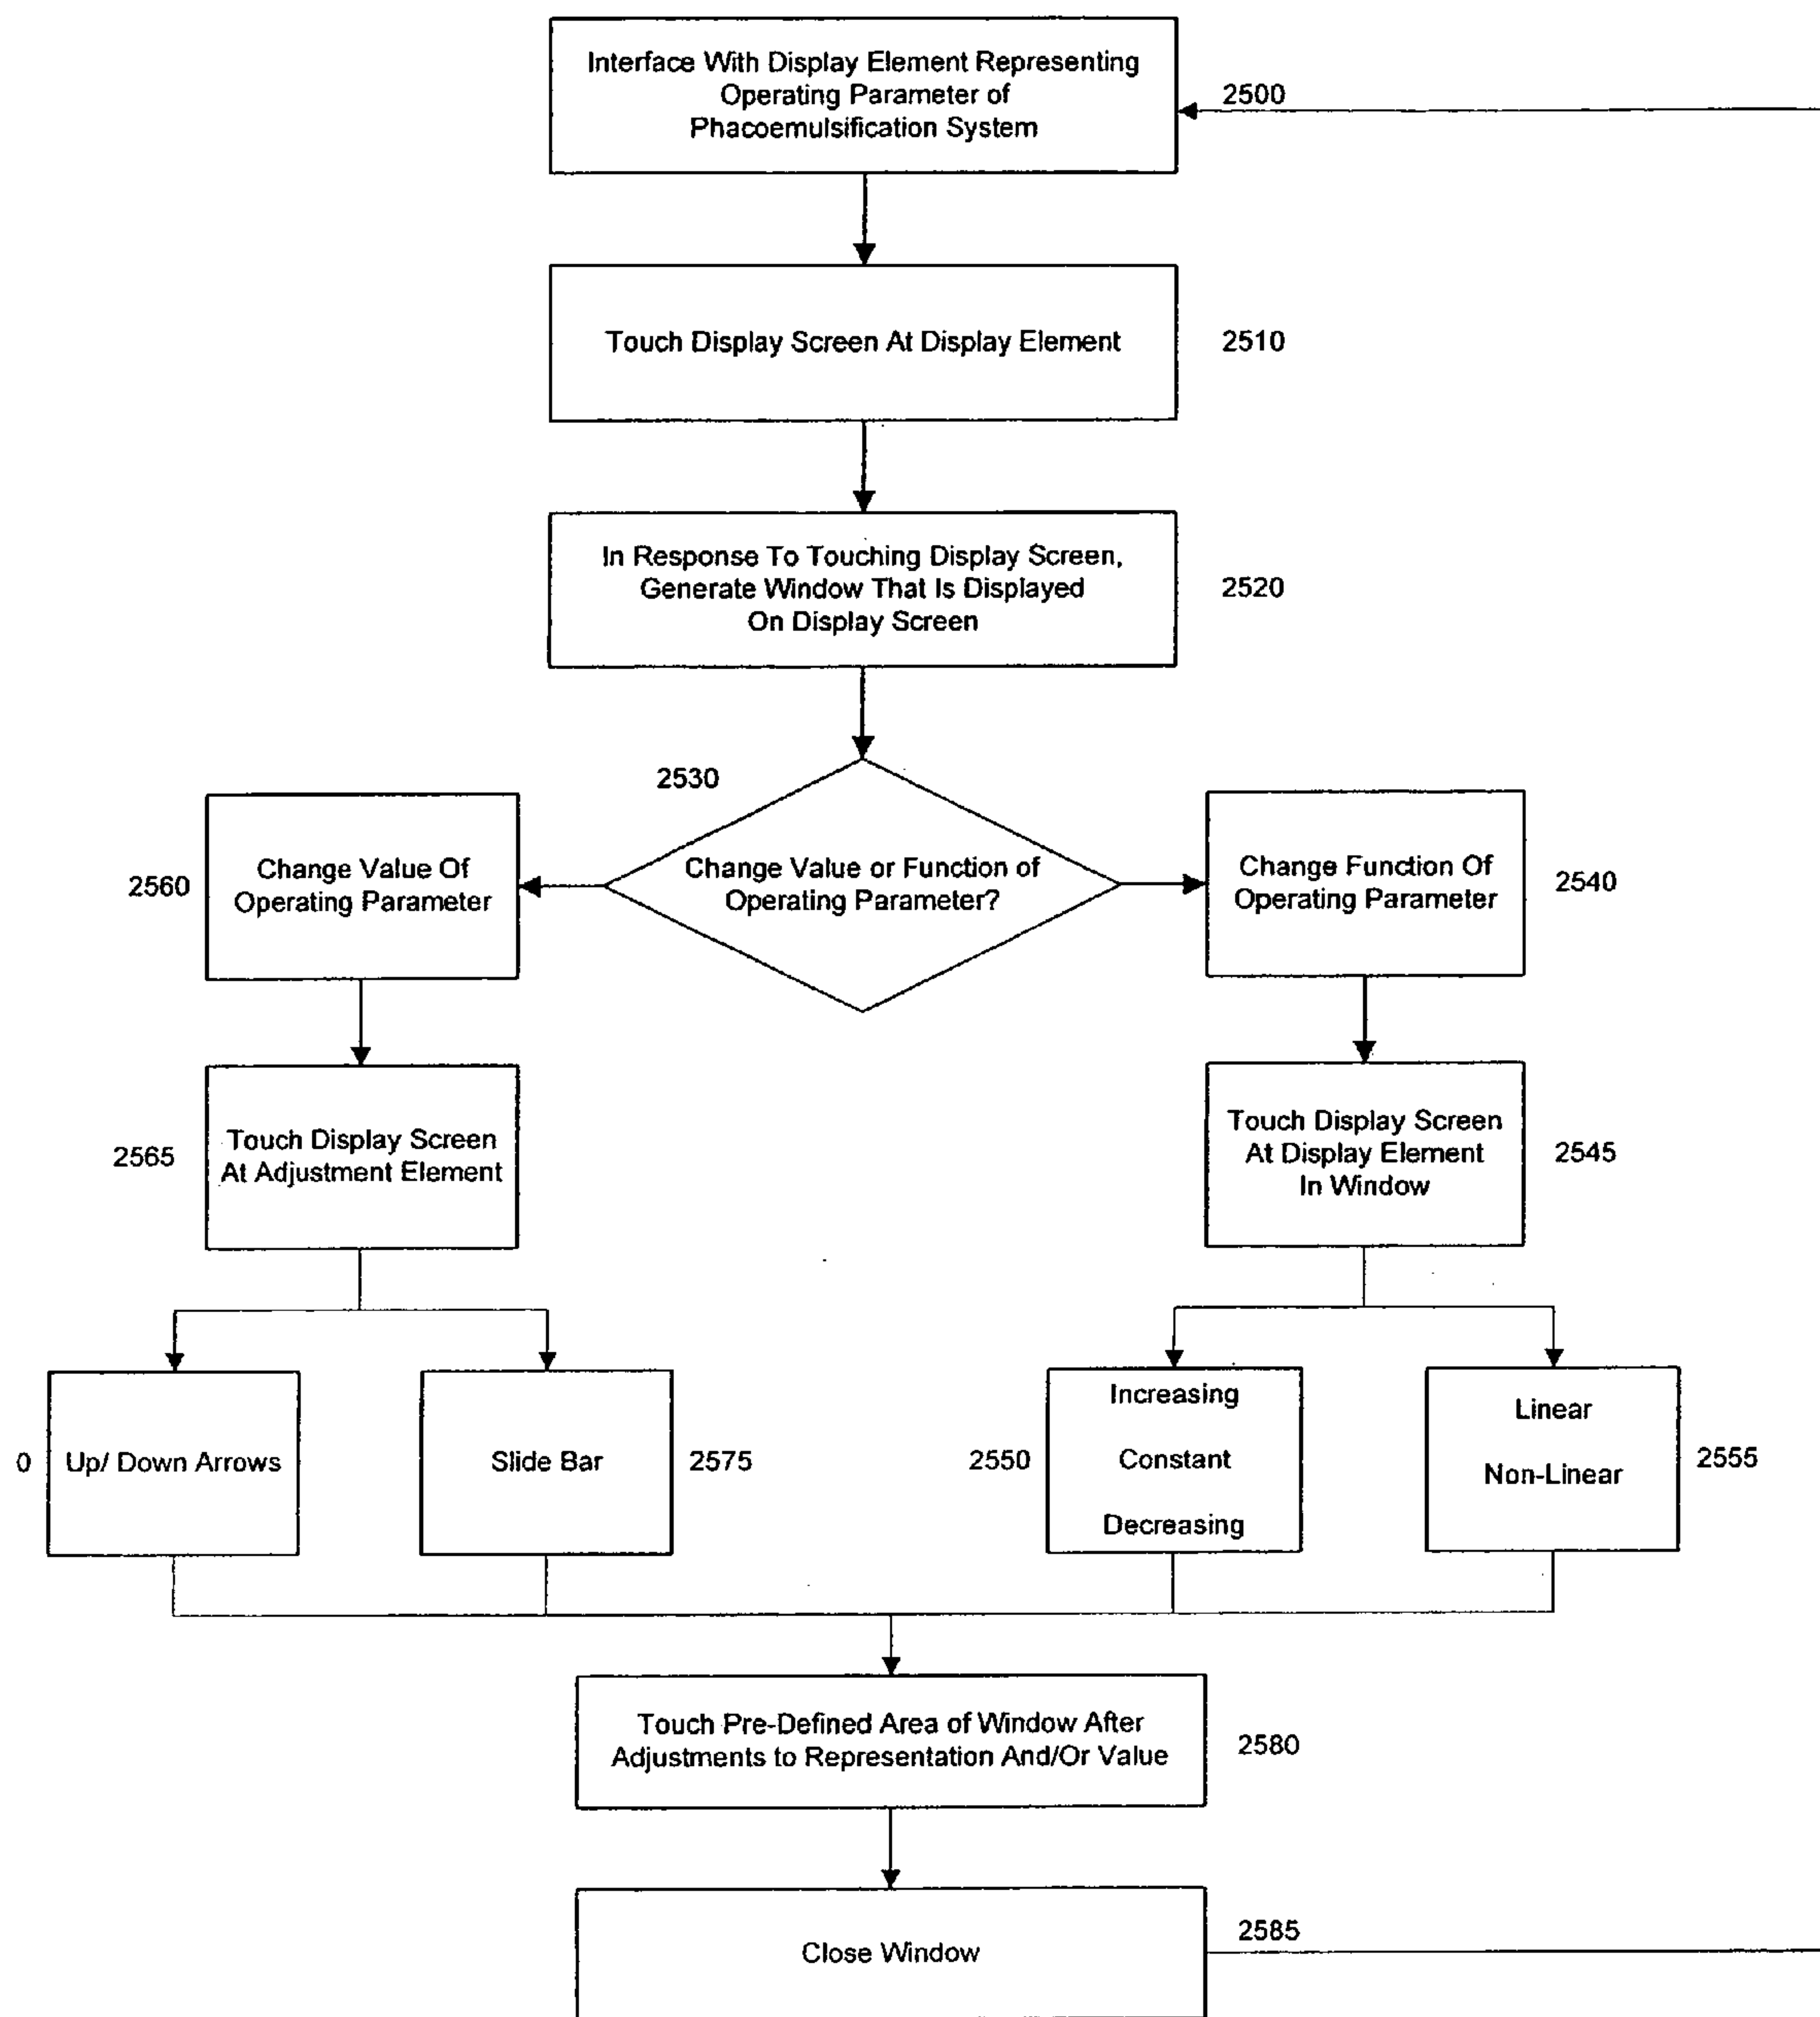 Interface With Display Element Representing
Operating Parameter of
Phacoemulsification System
2500
Touch Display Screen At Display Element
2510
In Response To Touching Display Screen,
Generate Window That Is Displayed
On Display Screen
2520
2530
Change Value or Function of
Operating Parameter?
2560
Change Value Of
Operating Parameter
Change Function Of
Operating Parameter
2540
2565
Touch Display Screen
At Adjustment Element
Touch Display Screen
At Display Element
In Window
2545
0
Up/ Down Arrows
Slide Bar
2575
2550
Increasing
Constant
Decreasing
Linear
Non-Linear
2555
Touch Pre-Defined Area of Window After
Adjustments to Representation And/Or Value
2580
Close Window
2585